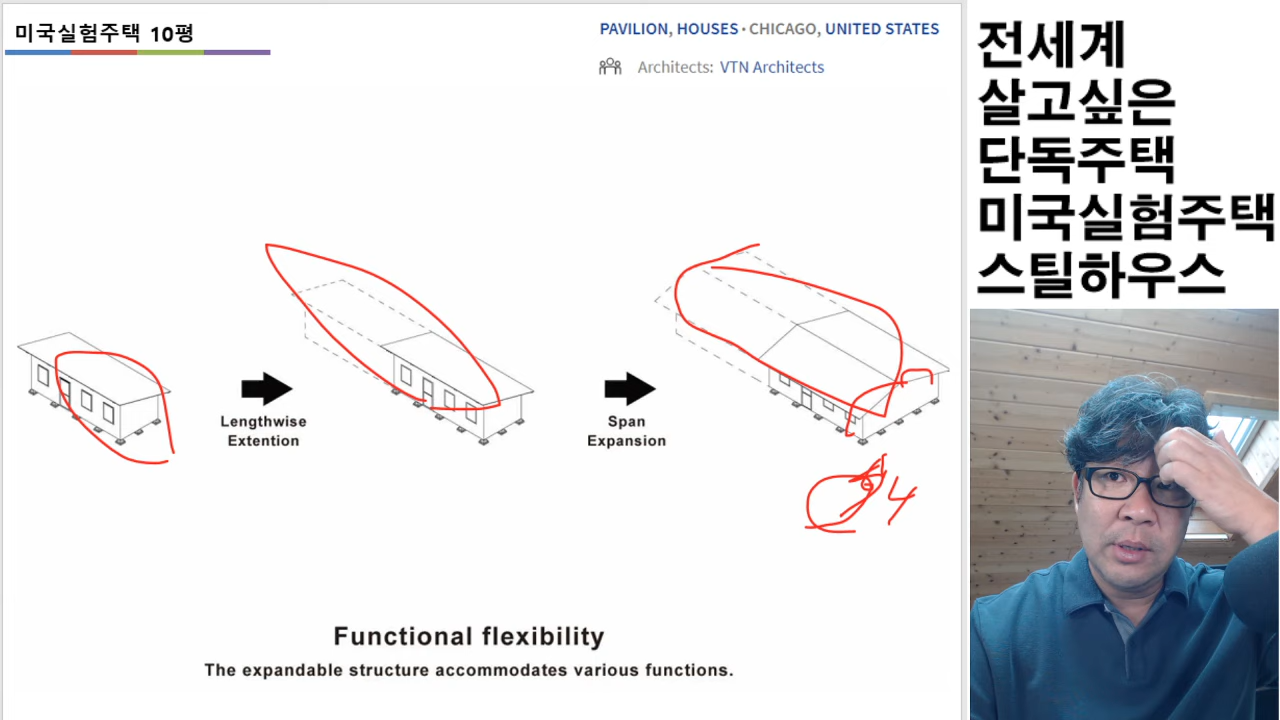 미국실험주택 10평
PAVILION, HOUSES • CHICAGO, UNITED STATES
Architects: VTN Architects
전세계
살고싶은
단독주택
미국실험주택
스틸하우스
Lengthwise
Extention
Span
Expansion
Functional flexibility
The expandable structure accommodates various functions.